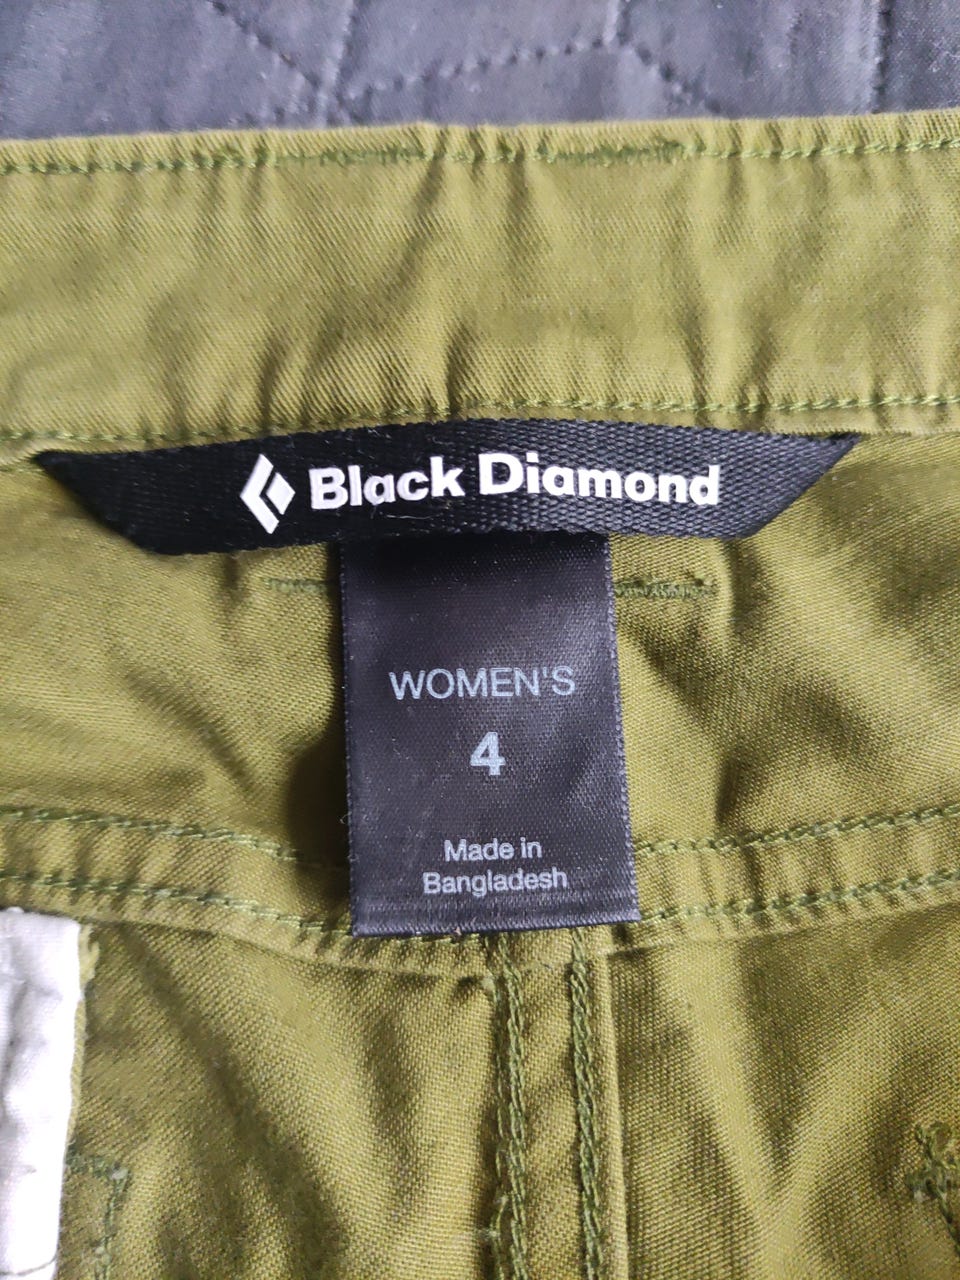 Black Diamond
WOMEN'S
4
Made in
Bangladesh